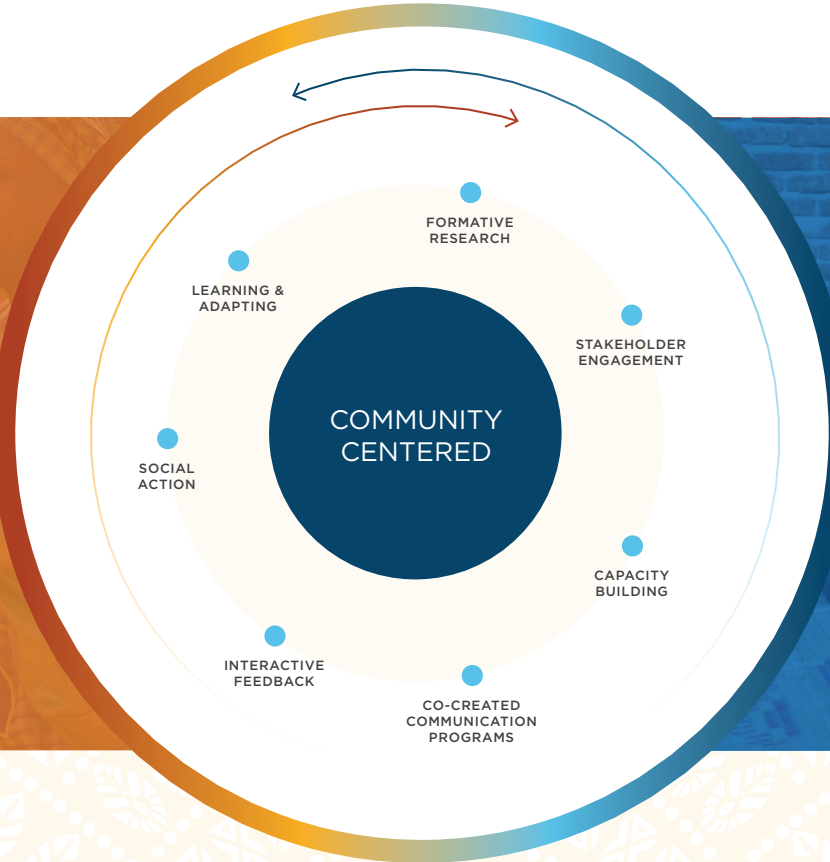 FORMATIVE
RESEARCH
STAKEHOLDER
ENGAGEMENT
CAPACITY
BUILDING
CO-CREATED
COMMUNICATION
PROGRAMS
INTERACTIVE
FEEDBACK
SOCIAL
ACTION
LEARNING &
ADAPTING
COMMUNITY
CENTERED